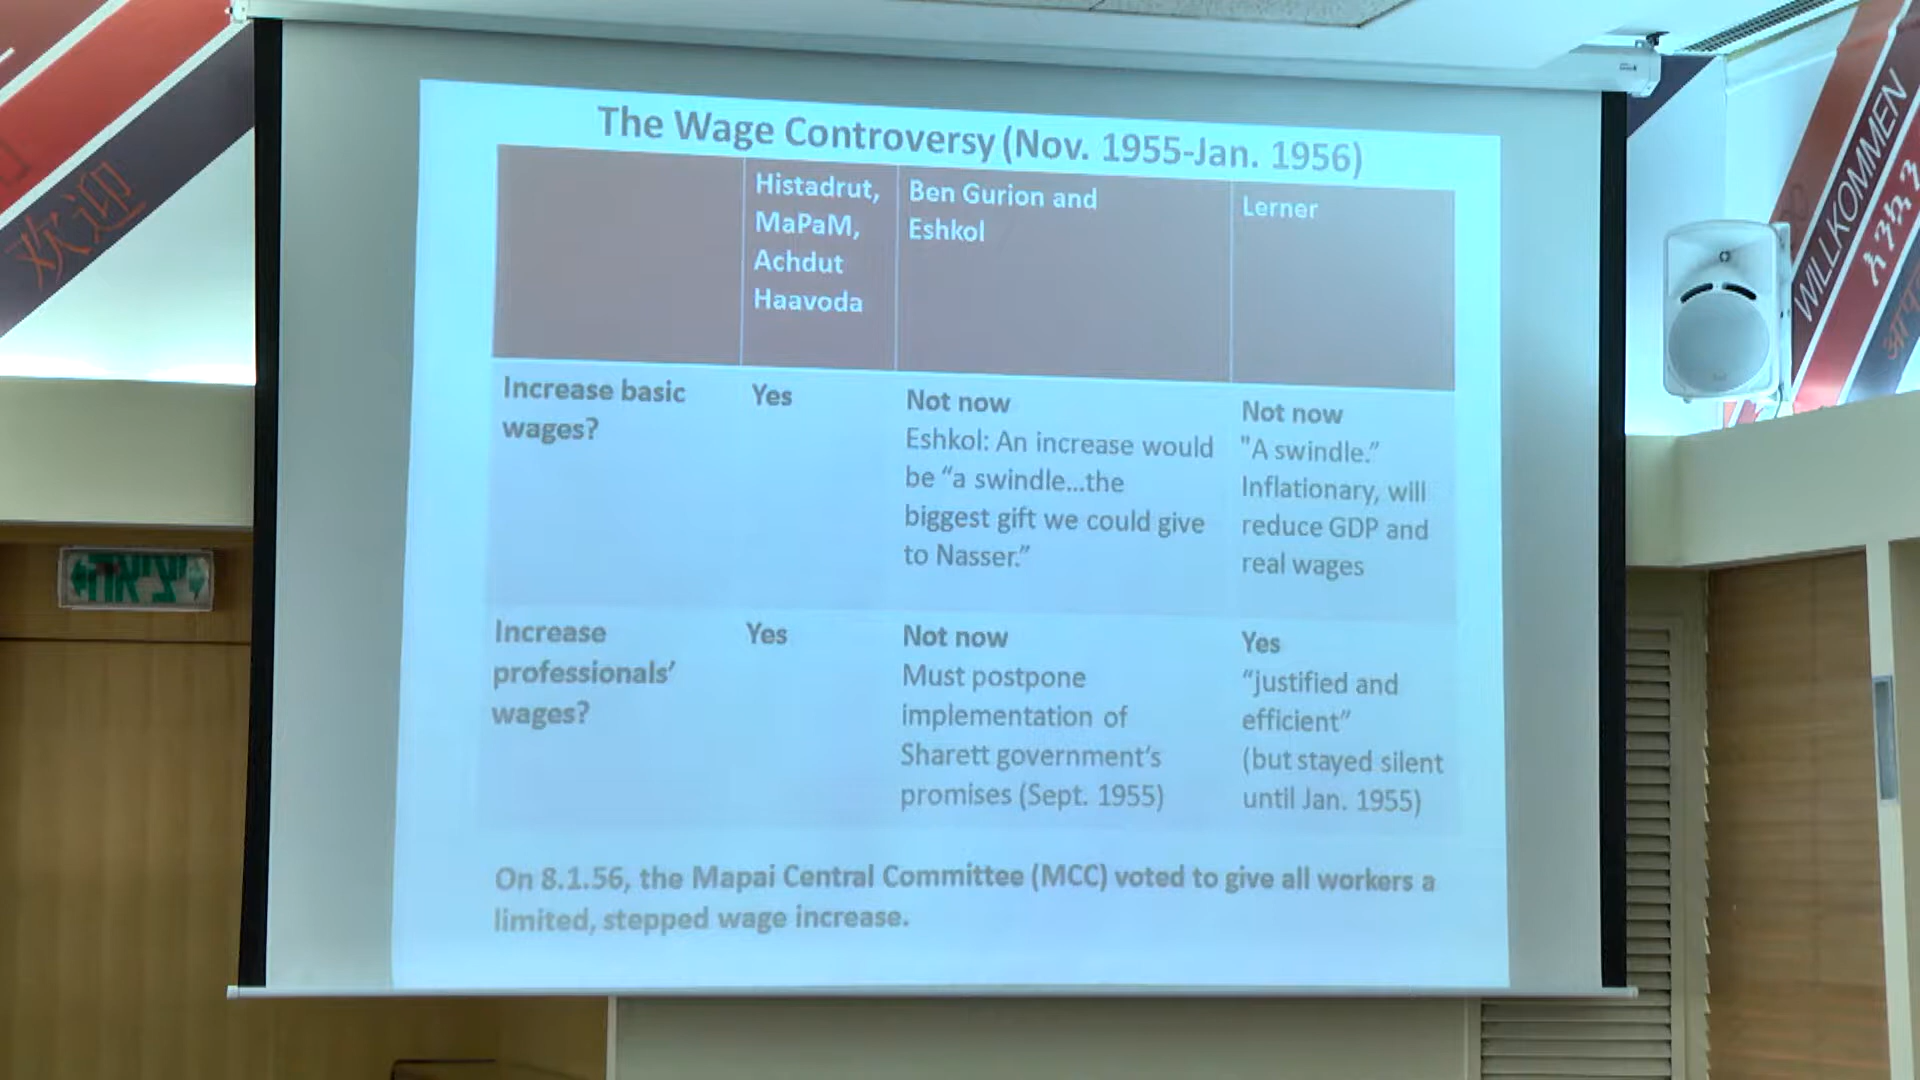 The Wage Controversy (Nov. 1955-Jan. 1956)
Histadrut,
MaPaM,
Achdut
Haavoda
Ben Gurion and
Eshkol
Lerner
Increase basic
wages?
Yes
Not now
Eshkol: An increase would
be “a swindle...the
biggest gift we could give
to Nasser.”
Not now
"A swindle.”
Inflationary, will
reduce GDP and
real wages
Increase
professionals’
wages?
Yes
Not now
Must postpone
implementation of
Sharett government’s
promises (Sept. 1955)
Yes
“justified and
efficient”
(but stayed silent
until Jan. 1955)
On 8.1.56, the Mapai Central Committee (MCC) voted to give all workers a
limited, stepped wage increase.
欢迎
יציאה
WILLKOMMEN